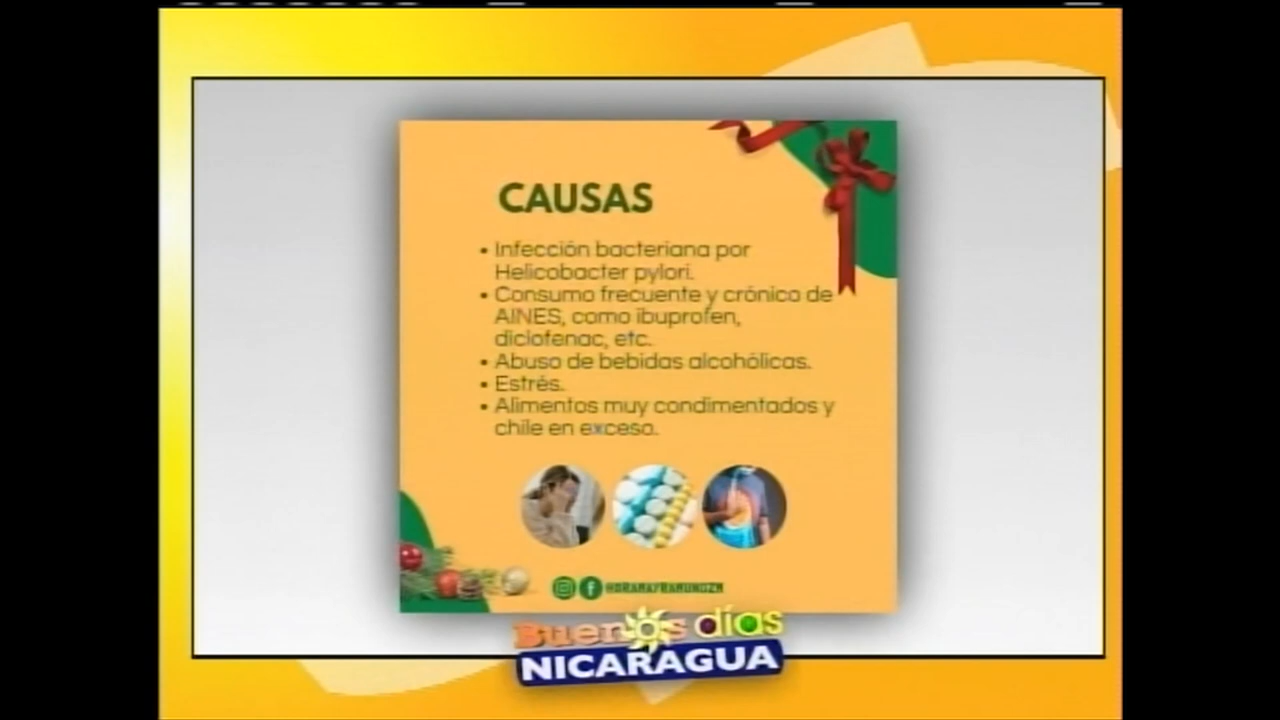 CAUSAS
• Infección bacteriana por
Helicobacter pylori.
• Consumo frecuente y crónico de
AINES, como ibuprofen,
diclofenac, etc.
• Abuso de bebidas alcohólicas.
• Estrés.
• Alimentos muy condimentados y
chile en exceso.
Buenos días
NICARAGUA